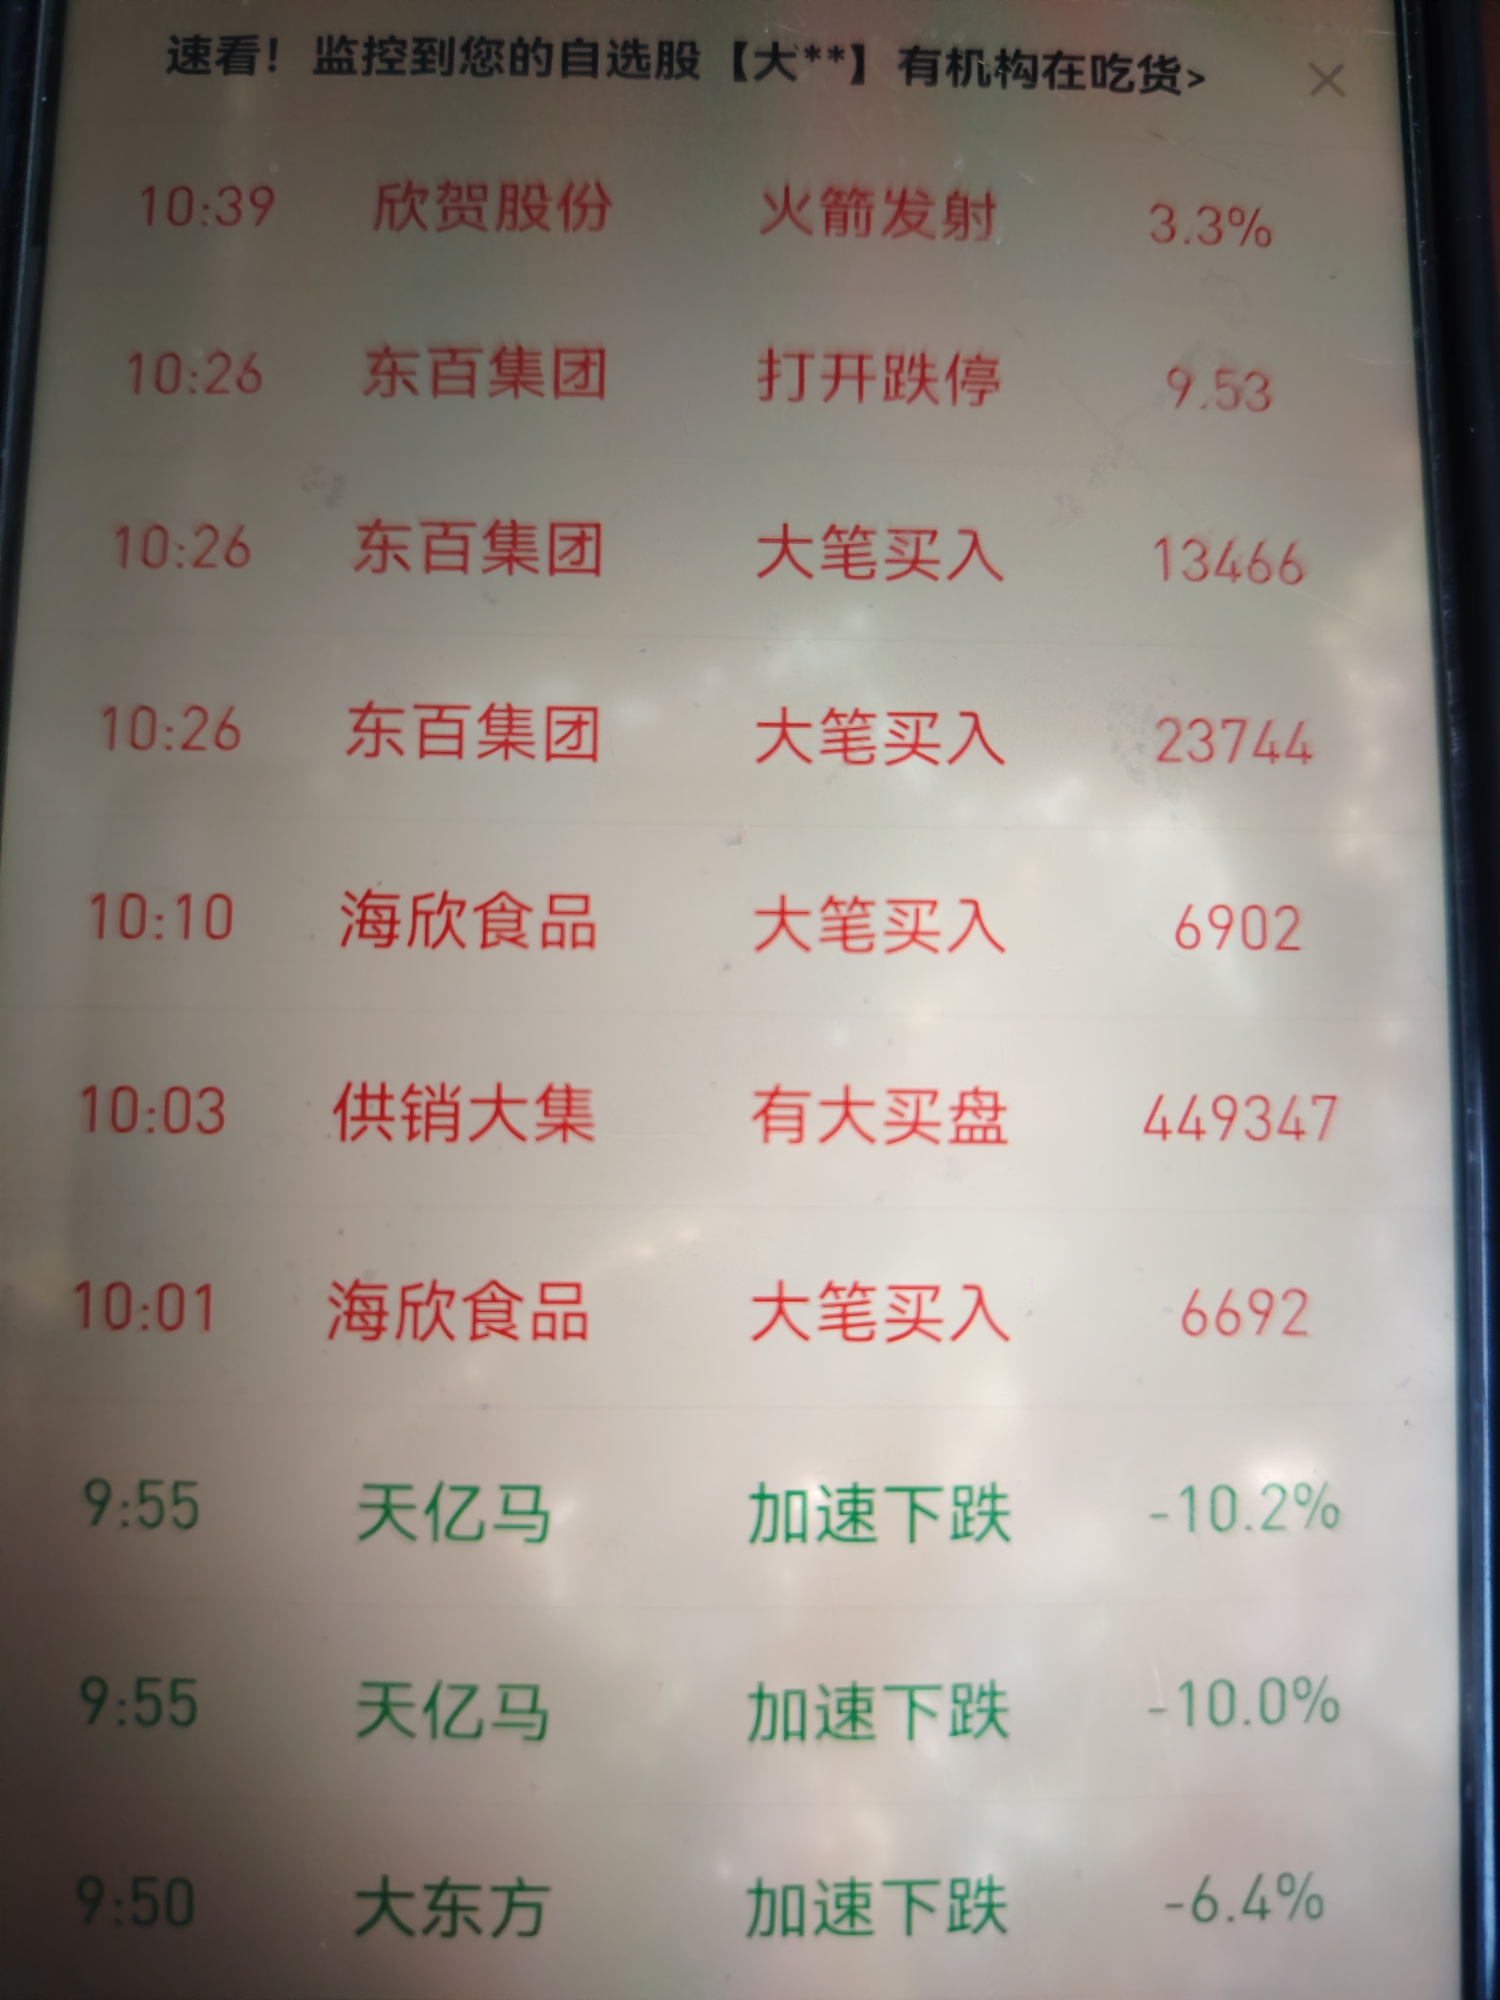 速看！监控到您的自选股【大**】有机构在吃货> ×
10:39 欣贺股份 火箭发射 3.3%
10:26 东百集团 打开跌停 9.53
10:26 东百集团 大笔买入 13466
10:26 东百集团 大笔买入 23744
10:10 海欣食品 大笔买入 6902
10:03 供销大集 有大买盘 449347
10:01 海欣食品 大笔买入 6692
9:55 天亿马 加速下跌 -10.2%
9:55 天亿马 加速下跌 -10.0%
9:50 大东方 加速下跌 -6.4%